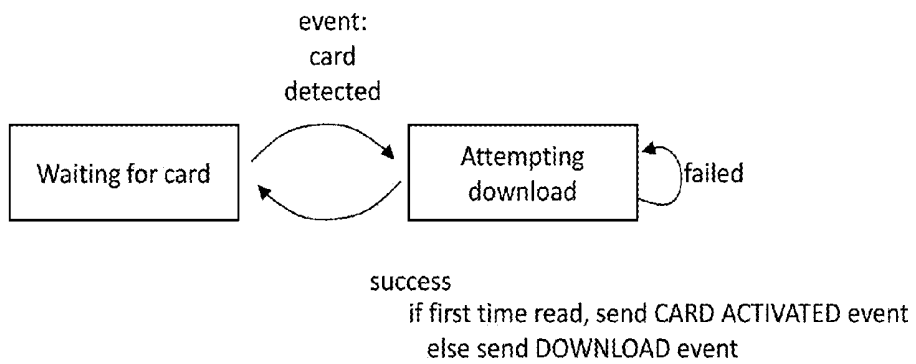 event:
card
detected
Waiting for card
Attempting
download
failed
success
if first time read, send CARD ACTIVATED event
else send DOWNLOAD event